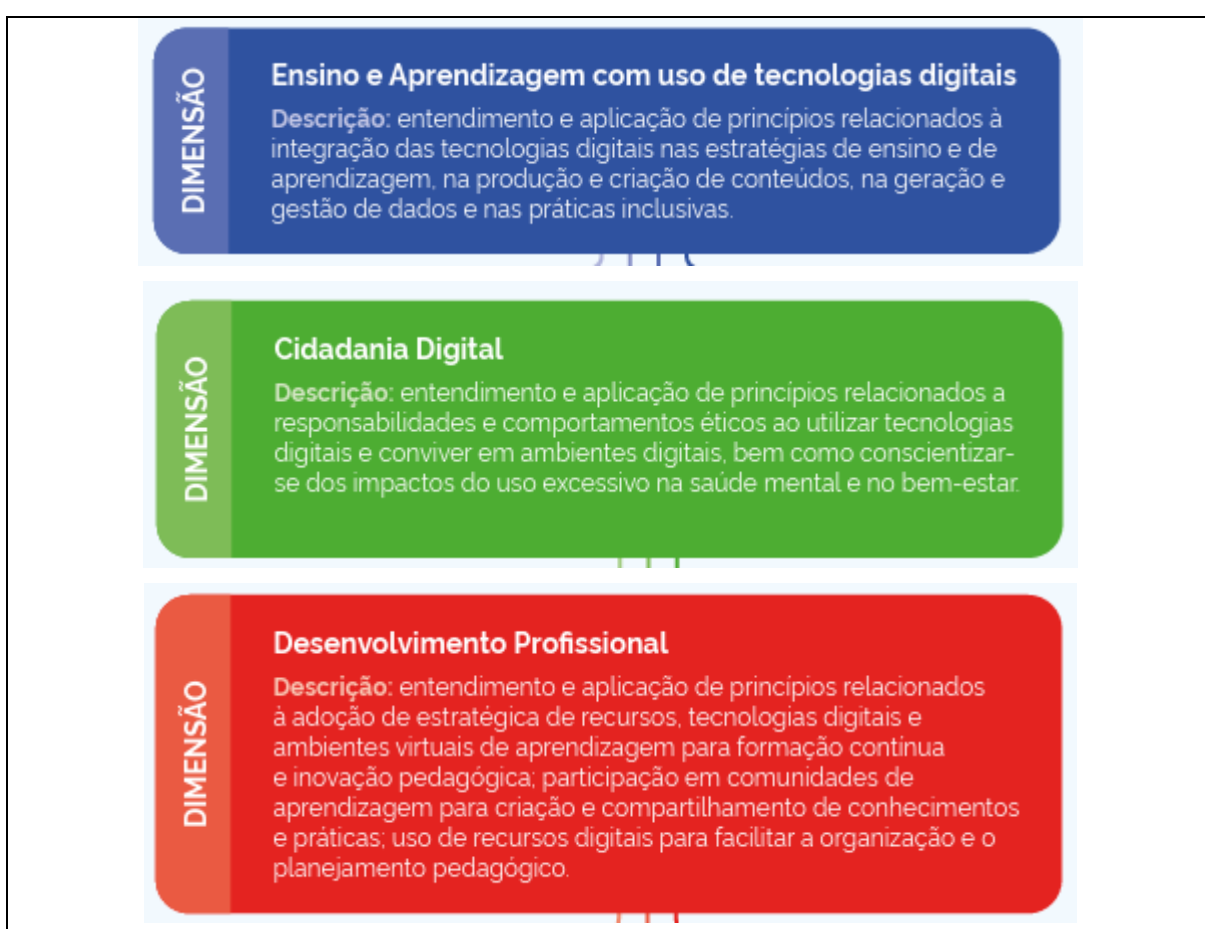 DIMENSÃO
Ensino e Aprendizagem com uso de tecnologias digitais
Descrição: entendimento e aplicação de princípios relacionados à
integração das tecnologias digitais nas estratégias de ensino e de
aprendizagem, na produção e criação de conteúdos, na geração e
gestão de dados e nas práticas inclusivas.
DIMENSÃO
Cidadania Digital
Descrição: entendimento e aplicação de princípios relacionados a
responsabilidades e comportamentos éticos ao utilizar tecnologias
digitais e conviver em ambientes digitais, bem como conscientizar-
se dos impactos do uso excessivo na saúde mental e no bem-estar.
DIMENSÃO
Desenvolvimento Profissional
Descrição: entendimento e aplicação de princípios relacionados
à adoção de estratégica de recursos, tecnologias digitais e
ambientes virtuais de aprendizagem para formação contínua
e inovação pedagógica; participação em comunidades de
aprendizagem para criação e compartilhamento de conhecimentos
e práticas; uso de recursos digitais para facilitar a organização e o
planejamento pedagógico.